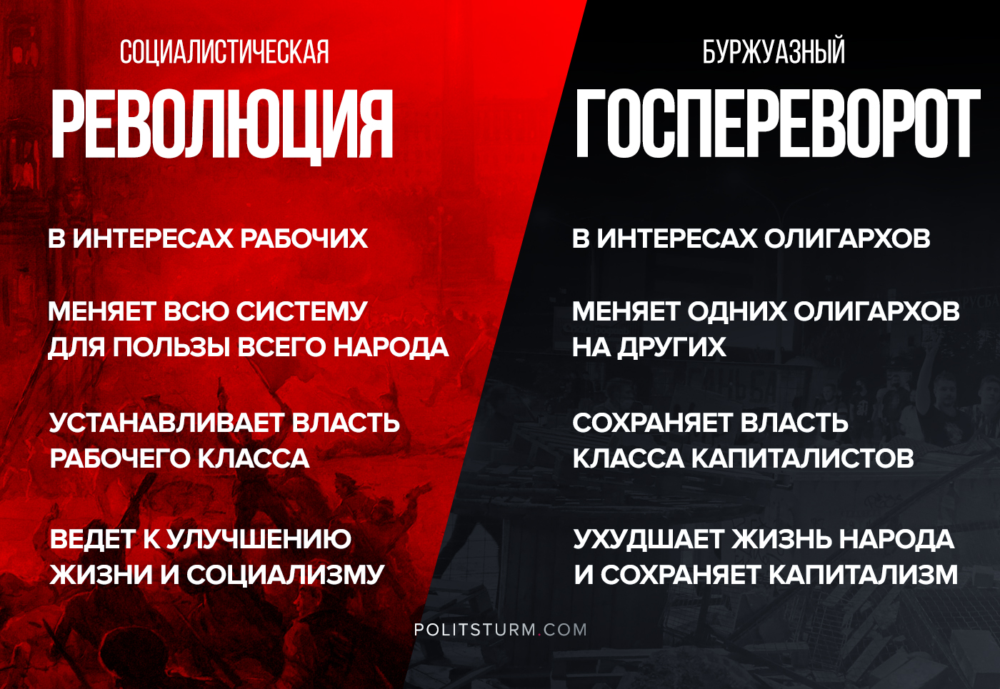 СОЦИАЛИСТИЧЕСКАЯ
РЕВОЛЮЦИЯ
В ИНТЕРЕСАХ РАБОЧИХ
МЕНЯЕТ ВСЮ СИСТЕМУ
ДЛЯ ПОЛЬЗЫ ВСЕГО НАРОДА
УСТАНАВЛИВАЕТ ВЛАСТЬ
РАБОЧЕГО КЛАССА
ВЕДЕТ К УЛУЧШЕНИЮ
ЖИЗНИ И СОЦИАЛИЗМУ
БУРЖУАЗНЫЙ
ГОСПЕРЕВОРОТ
В ИНТЕРЕСАХ ОЛИГАРХОВ
МЕНЯЕТ ОДНИХ ОЛИГАРХОВ
НА ДРУГИХ
СОХРАНЯЕТ ВЛАСТЬ
КЛАССА КАПИТАЛИСТОВ
УХУДШАЕТ ЖИЗНЬ НАРОДА
И СОХРАНЯЕТ КАПИТАЛИЗМ
POLITSTURM.COM